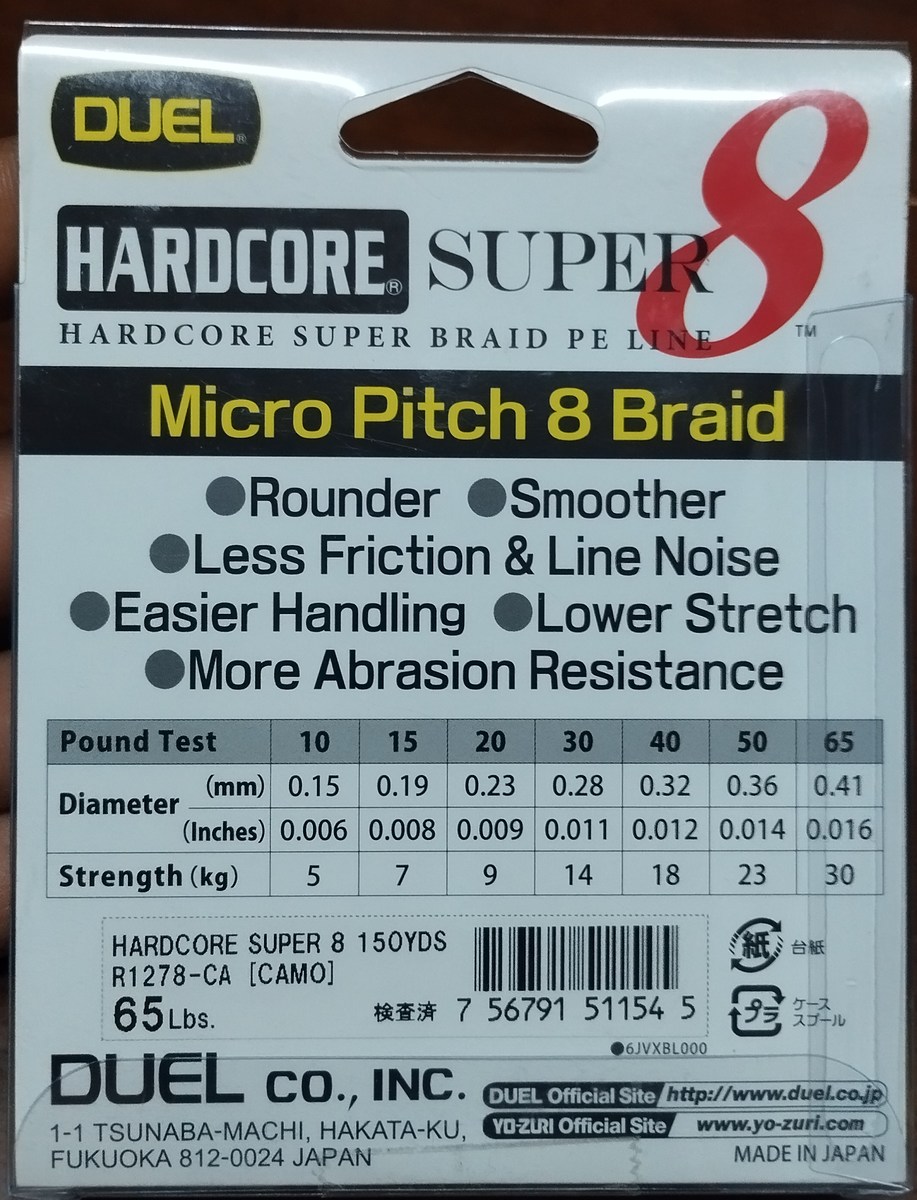 DUEL®
HARDCORE® SUPER 8™
HARDCORE SUPER BRAID PE LINE
Micro Pitch 8 Braid
●Rounder ●Smoother
●Less Friction & Line Noise
●Easier Handling ●Lower Stretch
●More Abrasion Resistance
Pound Test 10 15 20 30 40 50 65
Diameter (mm) 0.15 0.19 0.23 0.28 0.32 0.36 0.41
(Inches) 0.006 0.008 0.009 0.011 0.012 0.014 0.016
Strength (kg) 5 7 9 14 18 23 30
HARDCORE SUPER 8 150YDS
R1278-CA [CAMO]
65Lbs.
検査済 7 56791 51154 5
紙 台紙
プラ ケース
スプール
●6JVXBL000
DUEL CO., INC.
1-1 TSUNABA-MACHI, HAKATA-KU,
FUKUOKA 812-0024 JAPAN
DUEL Official Site http://www.duel.co.jp
YO-ZURI Official Site www.yo-zuri.com
MADE IN JAPAN